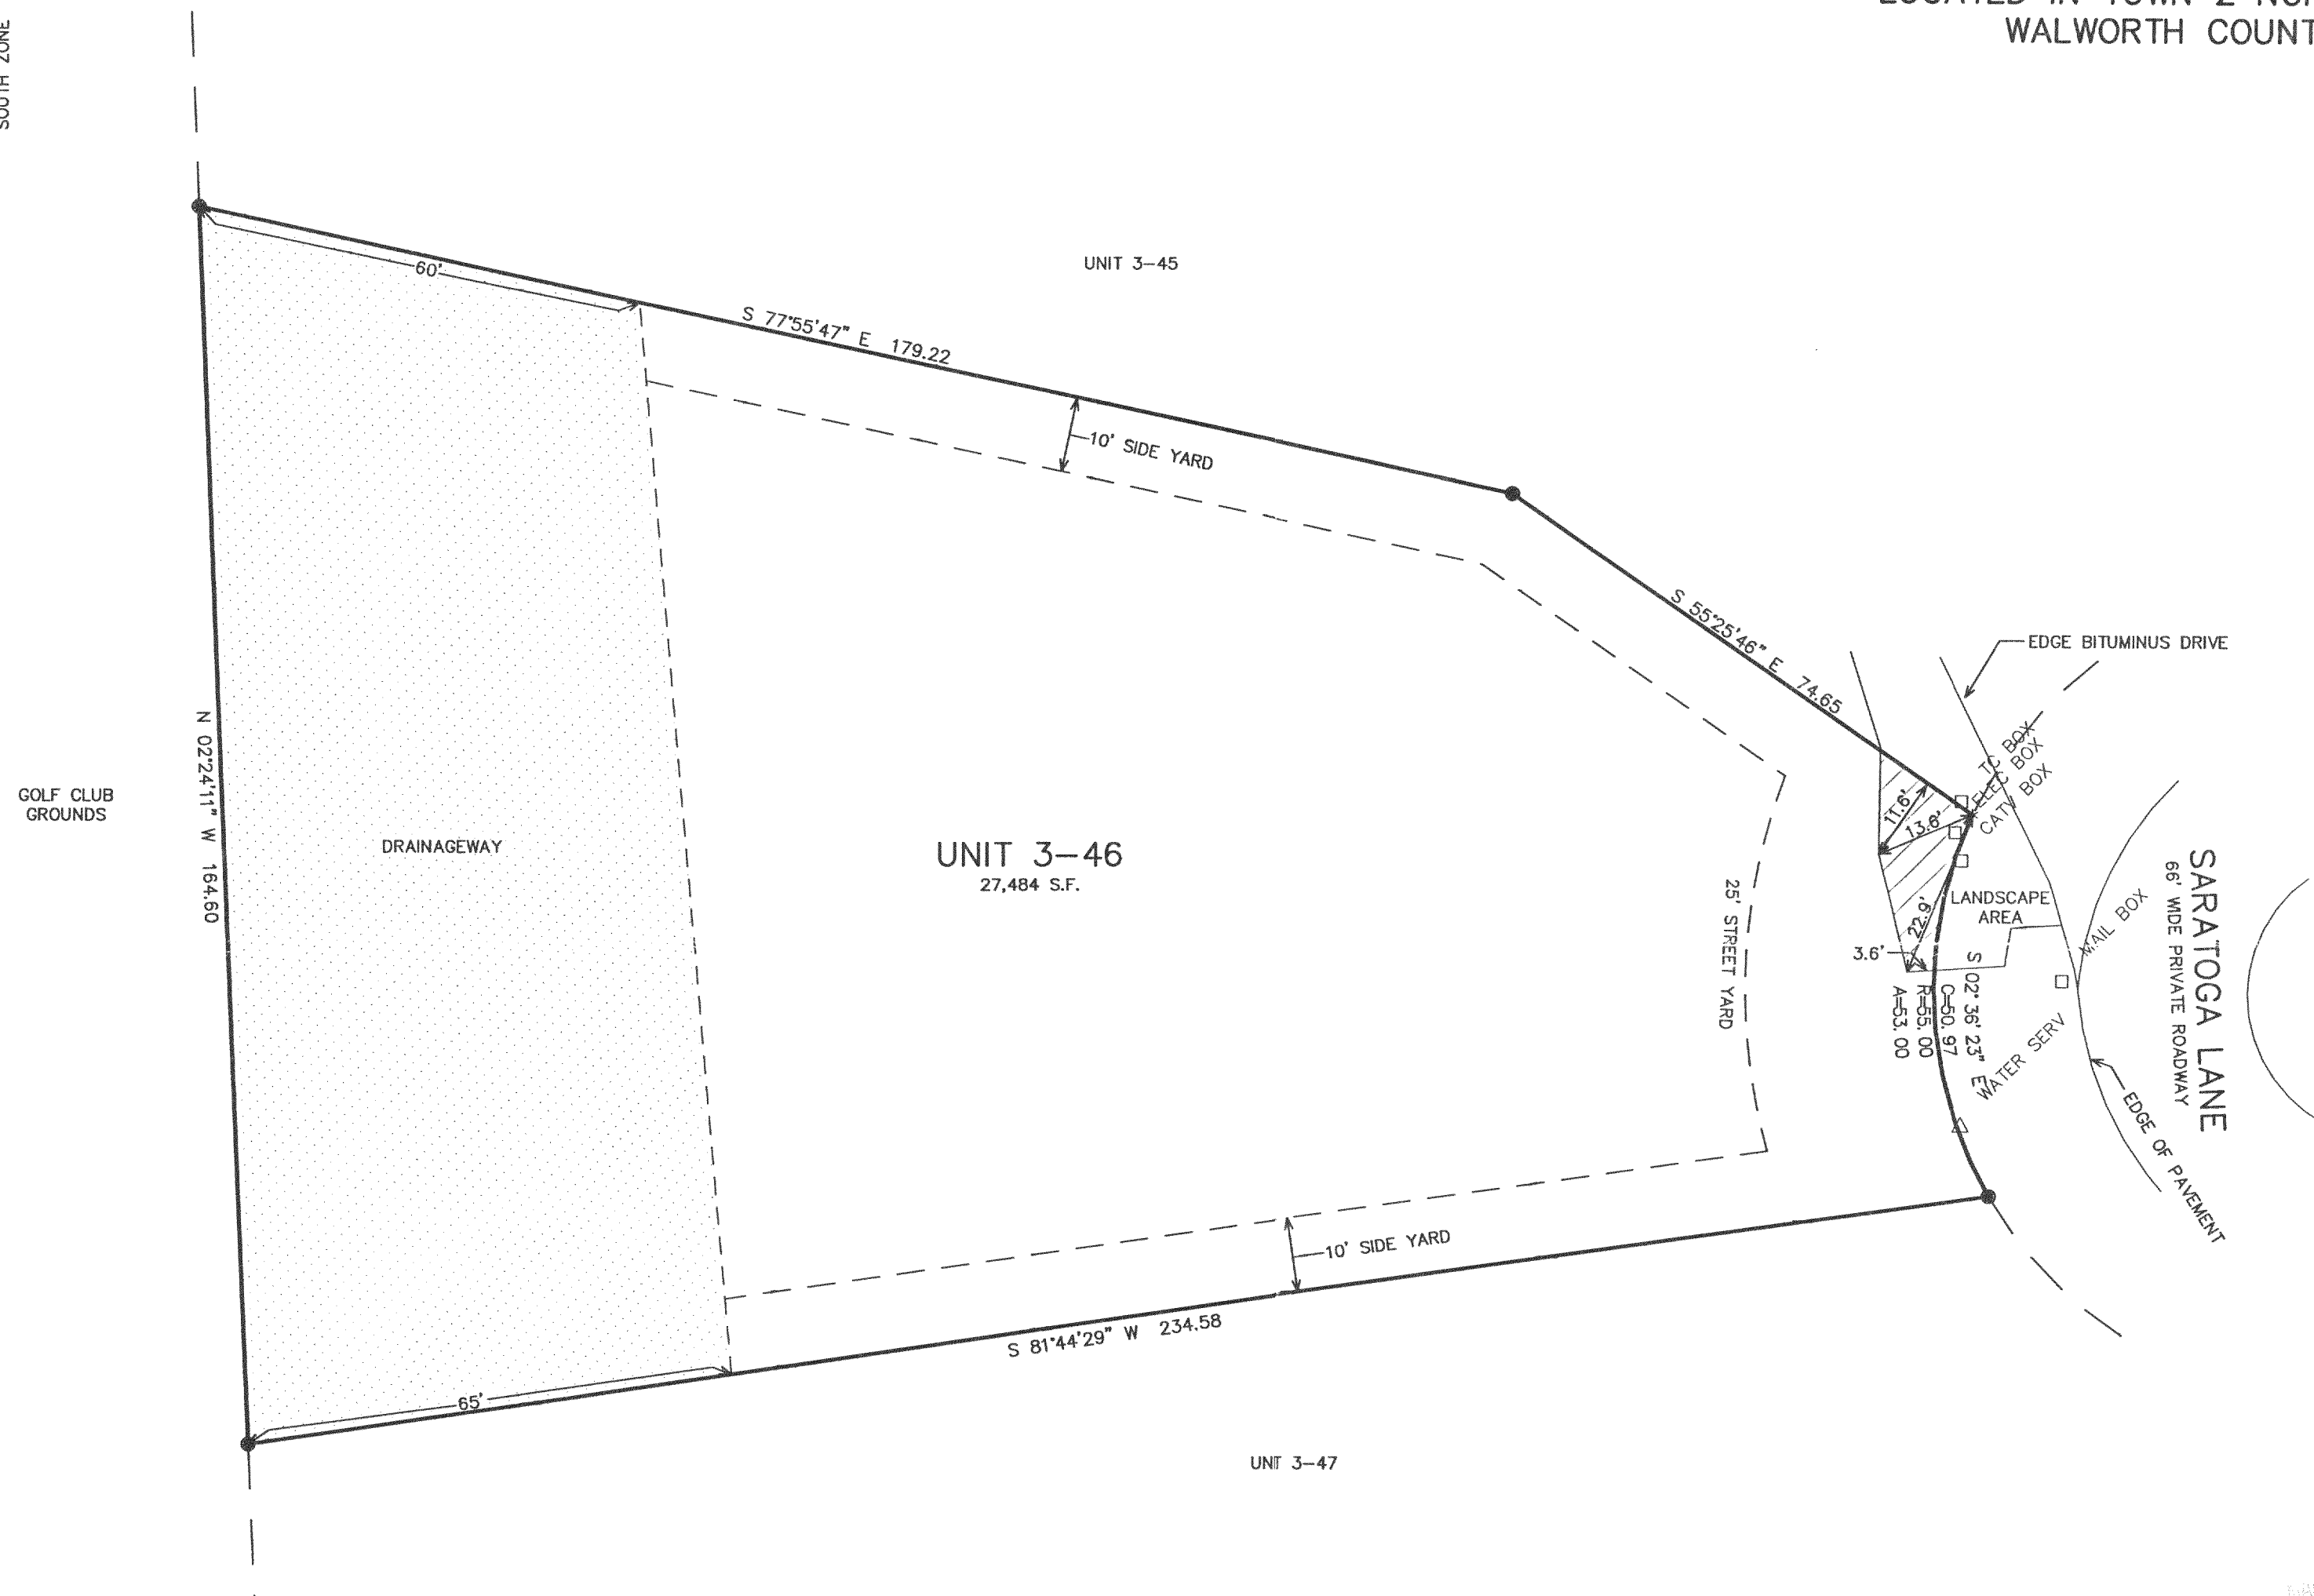 WALWORTH COUNT
SOUTH ZONE
UNIT 3-45
60'
S 77°55'47" E 179.22
10' SIDE YARD
S 55°25'46" E 74.65
EDGE BITUMINUS DRIVE
TC BOX
ELEC BOX
CATV BOX
11.6'
13.6'
N 02°24'11" W 164.60
GOLF CLUB
GROUNDS
DRAINAGEWAY
UNIT 3-46
27,484 S.F.
25' STREET YARD
22.9'
3.6'
LANDSCAPE
AREA
MAIL BOX
SARATOGA LANE
66' WIDE PRIVATE ROADWAY
S 02°36'23" E
C=50.97
R=55.00
A=53.00
WATER SERV
EDGE OF PAVEMENT
10' SIDE YARD
S 81°44'29" W 234.58
65'
UNIT 3-47